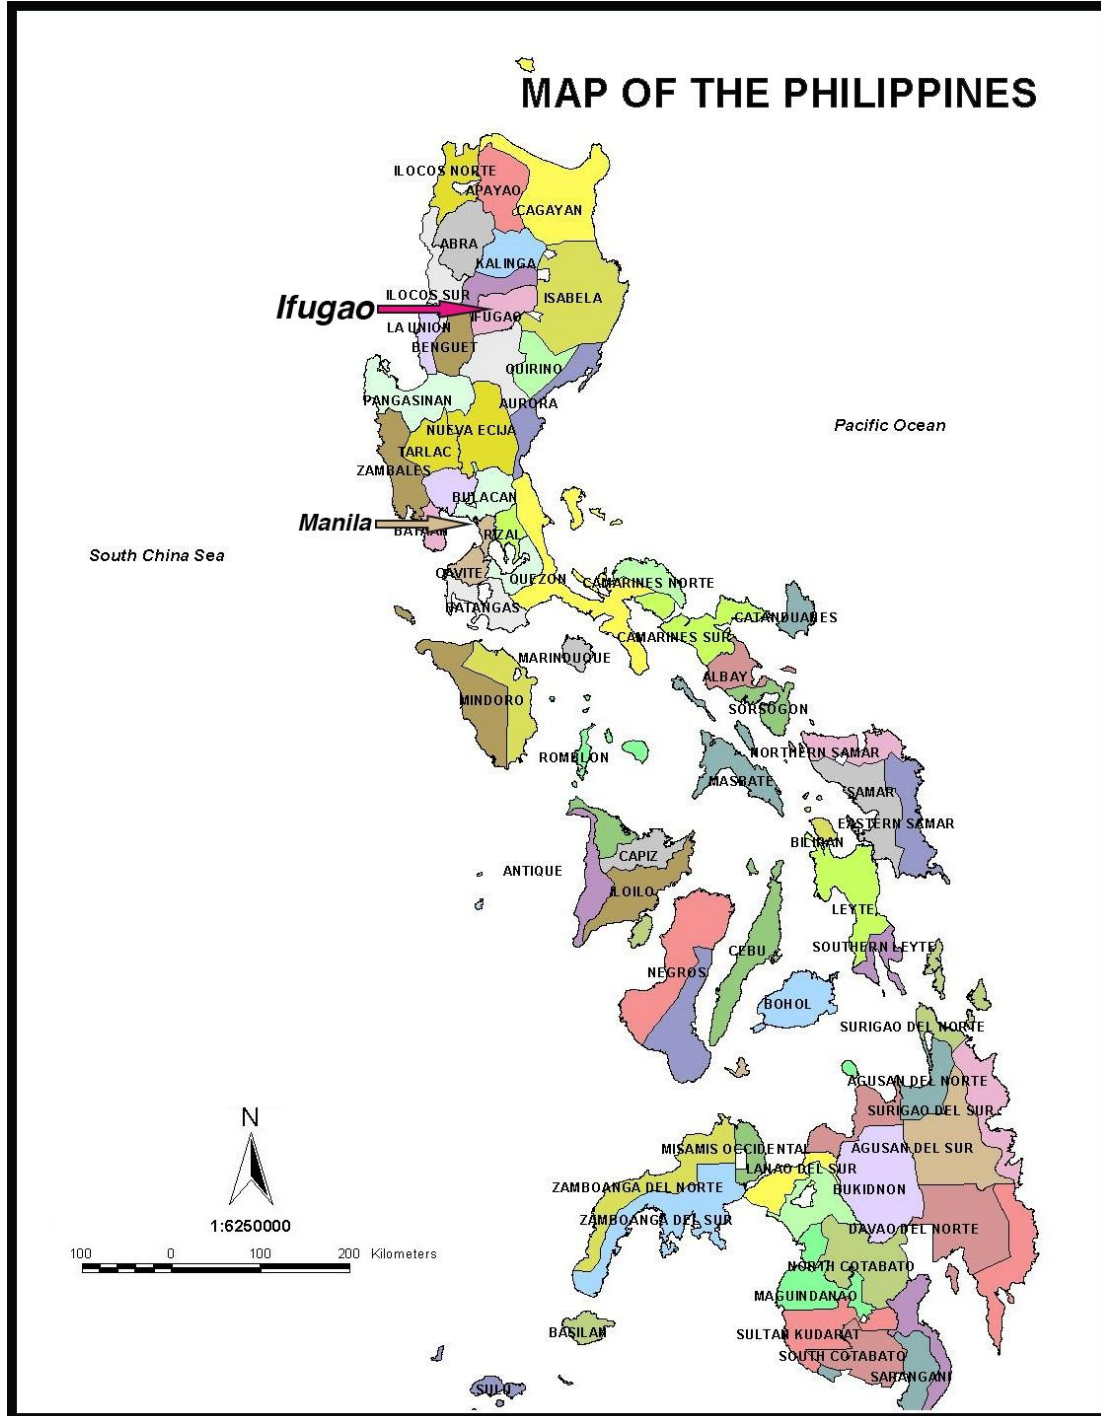 MAP OF THE PHILIPPINES
ILOCOS NORTE
APAYAO
CAGAYAN
ABRA
KALINGA
ILOCOS SUR
ISABELA
Ifugao
IFUGAO
LA UNION
BENGUET
QUIRINO
PANGASINAN
AURORA
NUEVA ECIJA
Pacific Ocean
TARLAC
ZAMBALES
BULACAN
Manila
BATAAN
RIZAL
South China Sea
CAVITE
QUEZON
CAMARINES NORTE
BATANGAS
CATANDUANES
CAMARINES SUR
MARINDUQUE
ALBAY
MINDORO
SORSOGON
NORTHERN SAMAR
ROMBLON
MASBATE
SAMAR
EASTERN SAMAR
BILIRAN
CAPIZ
ANTIQUE
ILOILO
LEYTE
SOUTHERN LEYTE
CEBU
NEGROS
BOHOL
SURIGAO DEL NORTE
AGUSAN DEL NORTE
SURIGAO DEL SUR
N
MISAMIS OCCIDENTAL
AGUSAN DEL SUR
LANAO DEL SUR
ZAMBOANGA DEL NORTE
BUKIDNON
1:6250000
ZAMBOANGA DEL SUR
DAVAO DEL NORTE
100 0 100 200 Kilometers
NORTH COTABATO
MAGUINDANAO
BASILAN
SULTAN KUDARAT
SOUTH COTABATO
SARANGANI
SULU